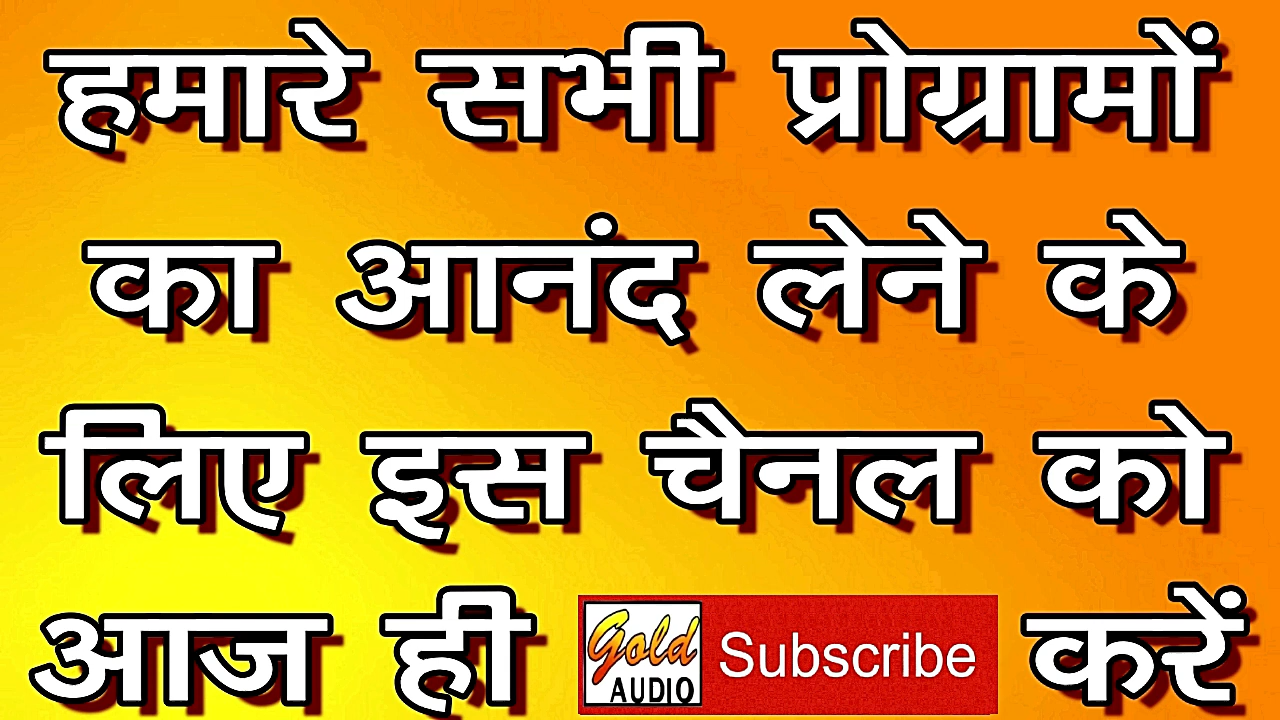 हमारे सभी प्रोग्रामों
का आनंद लेने के
लिए इस चैनल को
आज ही Gold AUDIO Subscribe करें